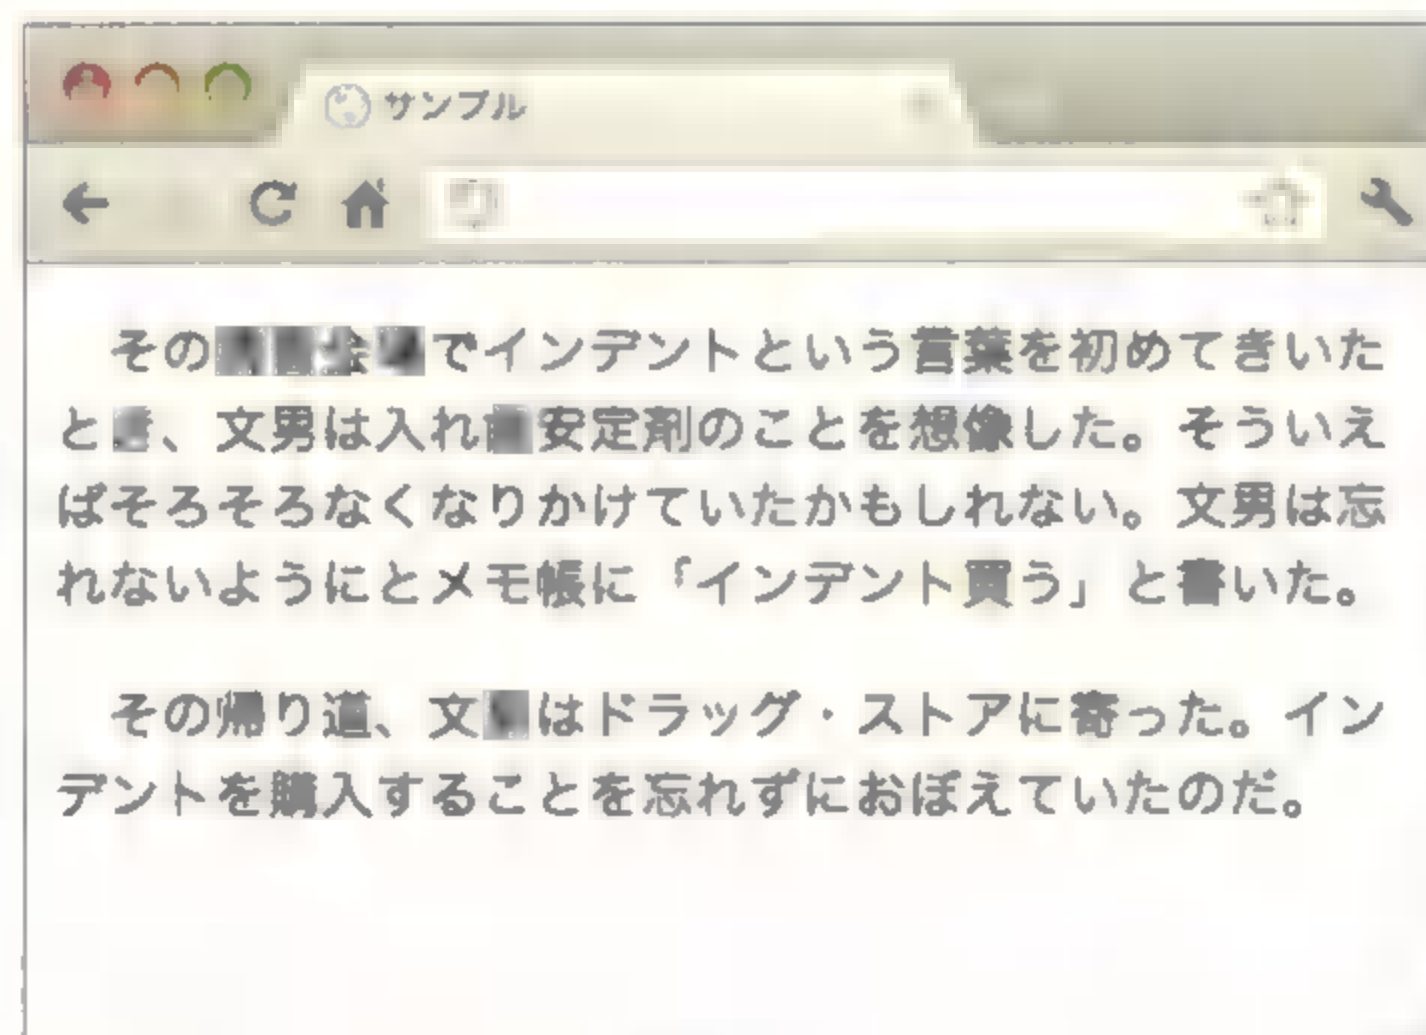 サンプル
その でインデントという言葉を初めてきいた
とき、文男は入れ歯安定剤のことを想像した。そういえ
ばそろそろなくなりかけていたかもしれない。文男は忘
れないようにとメモ帳に「インデント買う」と書いた。
その帰り道、文男はドラッグ・ストアに寄った。イン
デントを購入することを忘れずにおぼえていたのだ。